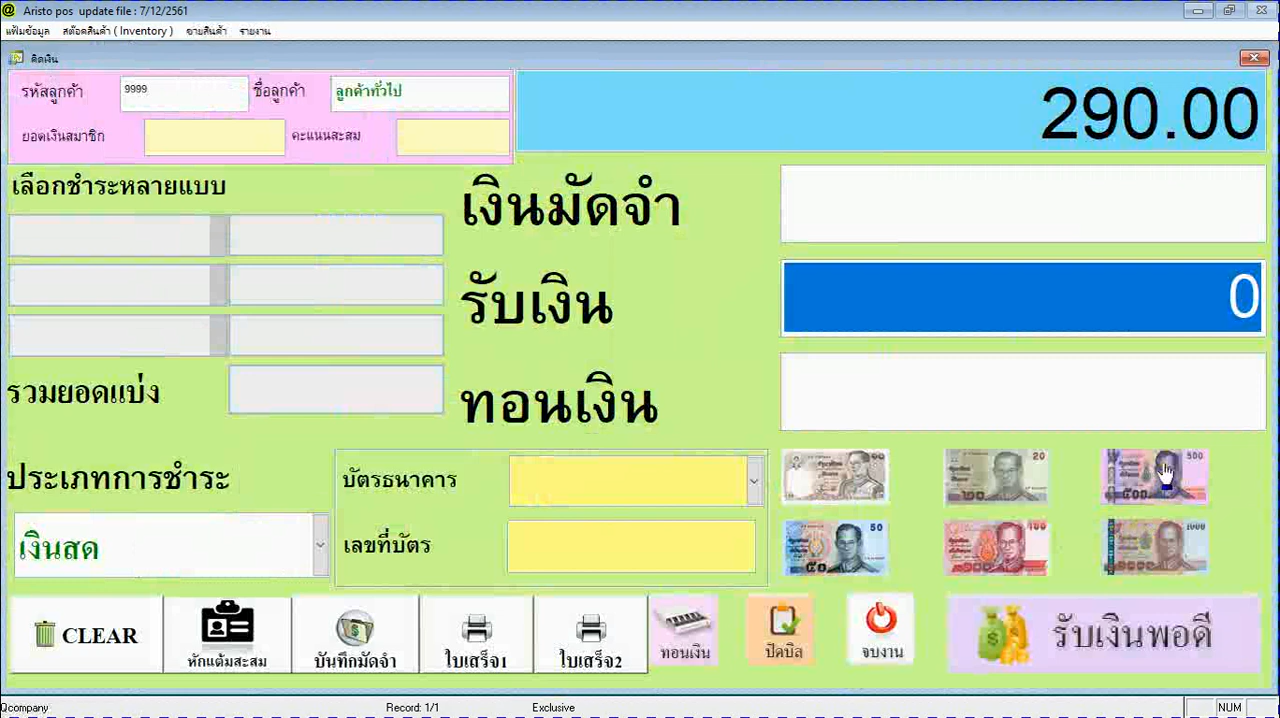 Aristo pos update file : 7/12/2561
แฟ้มข้อมูล สต๊อคสินค้า ( Inventory ) ขายสินค้า รายงาน
คิดเงิน
รหัสลูกค้า 9999 ชื่อลูกค้า ลูกค้าทั่วไป
290.00
ยอดเงินสมาชิก คะแนนสะสม
เลือกชำระหลายแบบ
เงินมัดจำ
รับเงิน 0
รวมยอดแบ่ง
ทอนเงิน
ประเภทการชำระ
บัตรธนาคาร
20 500
เงินสด
เลขที่บัตร
50 100 1000
CLEAR
หักแต้มสะสม
บันทึกมัดจำ
ใบเสร็จ1
ใบเสร็จ2
ทอนเงิน
ปิดบิล
จบงาน
รับเงินพอดี
Qcompany Record: 1/1 Exclusive NUM